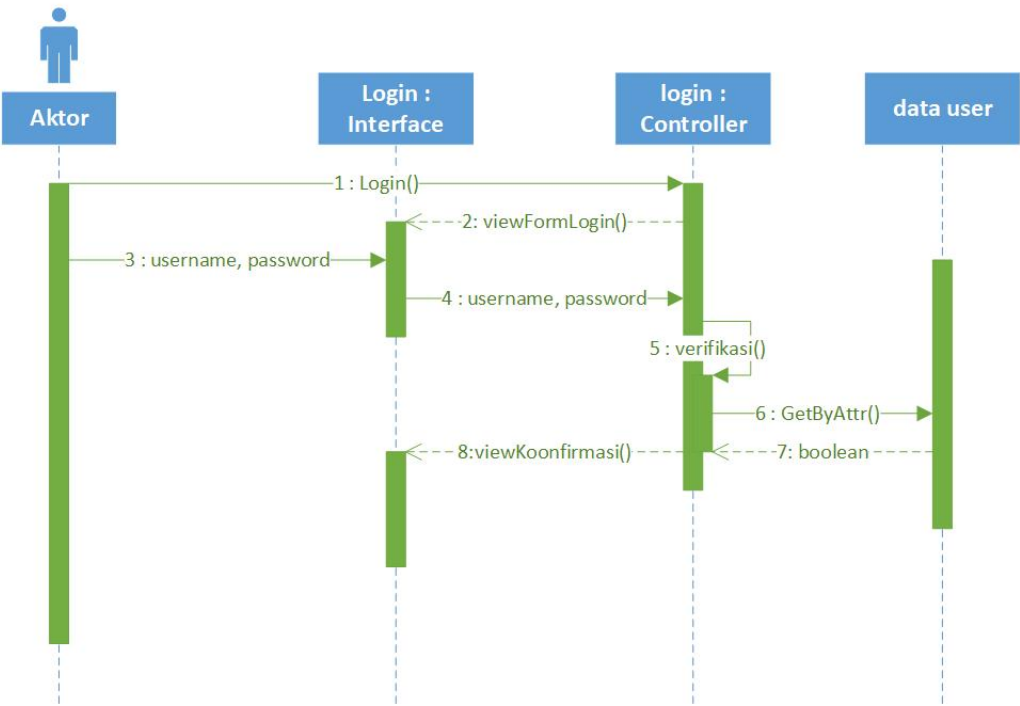 Aktor
Login :
Interface
login :
Controller
data user
1 : Login()
2: viewFormLogin()
3 : username, password
4 : username, password
5 : verifikasi()
6 : GetByAttr()
7: boolean
8:viewKoonfirmasi()